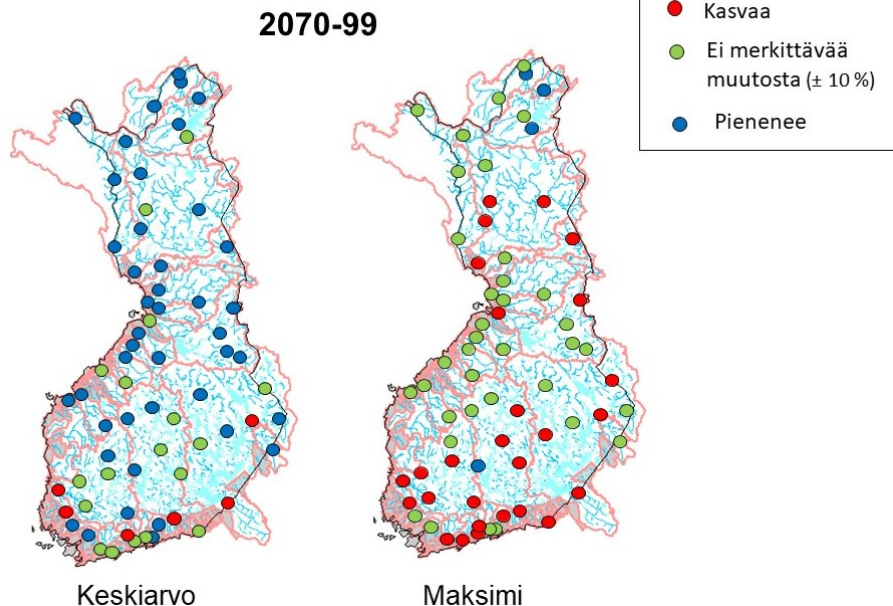 2070-99
Kasvaa
Ei merkittävää
muutosta (± 10 %)
Pienenee
Keskiarvo
Maksimi